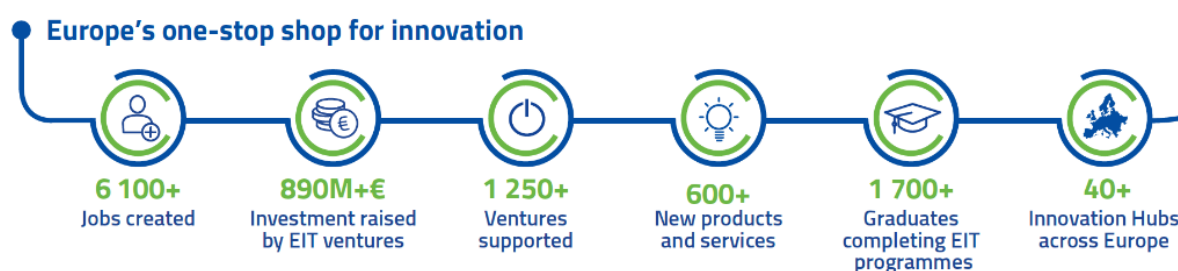 Europe's one-stop shop for innovation
6 100+
Jobs created
890M+€
Investment raised
by EIT ventures
1 250+
Ventures
supported
600+
New products
and services
1 700+
Graduates
completing EIT
programmes
40+
Innovation Hubs
across Europe